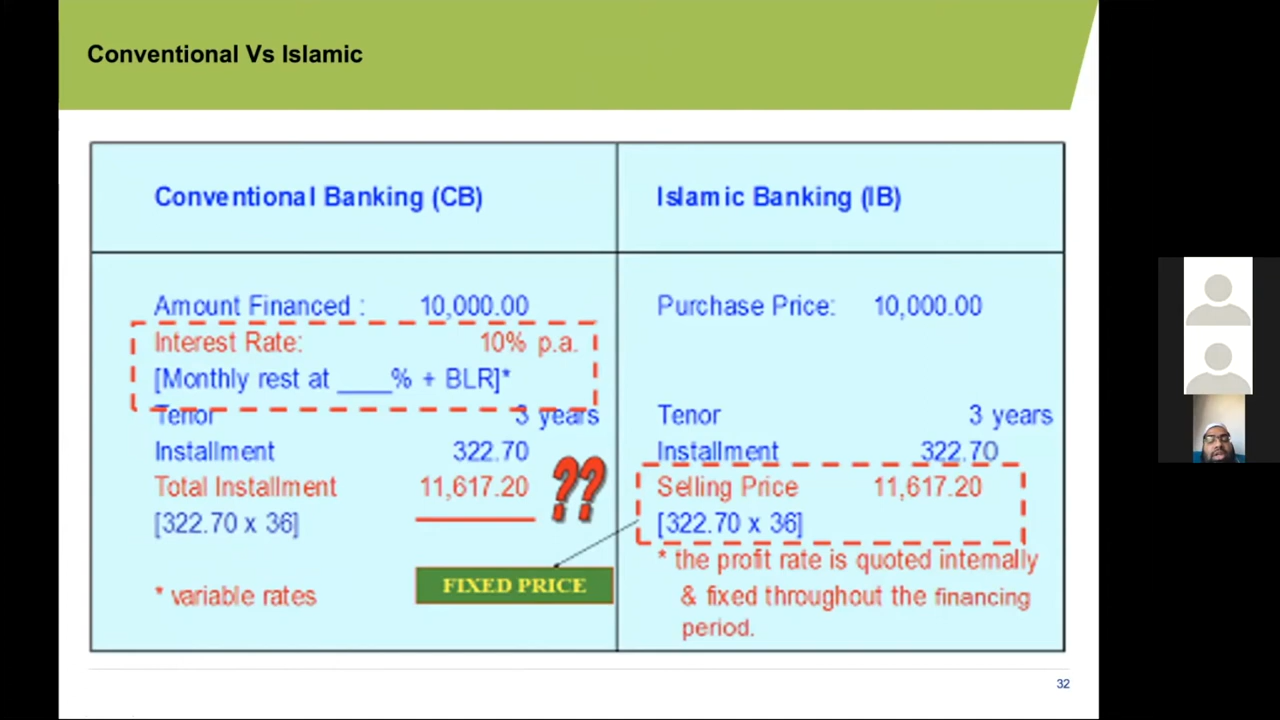 Conventional Vs Islamic
Conventional Banking (CB)
Islamic Banking (IB)
Amount Financed : 10,000.00
Interest Rate: 10% p.a.
[Monthly rest at ____% + BLR]*
Tenor 3 years
Installment 322.70
Total Installment 11,617.20
??
[322.70 x 36]
FIXED PRICE
* variable rates
Purchase Price: 10,000.00
Tenor 3 years
Installment 322.70
Selling Price 11,617.20
[322.70 x 36]
* the profit rate is quoted internally
& fixed throughout the financing
period.
32